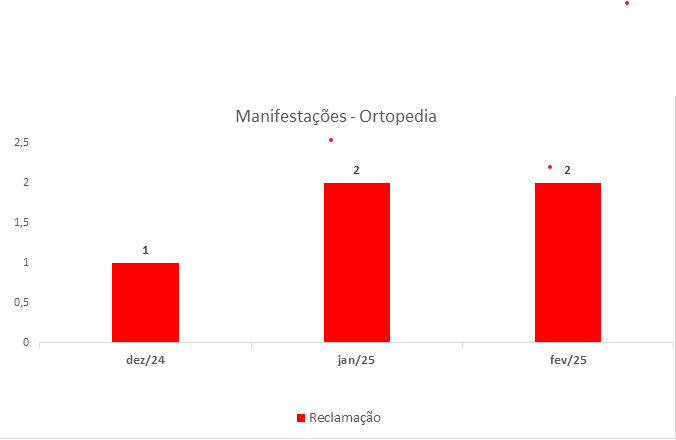 Manifestações - Ortopedia
2,5
2
1,5
1
0,5
0
1
2
2
dez/24
jan/25
fev/25
Reclamação